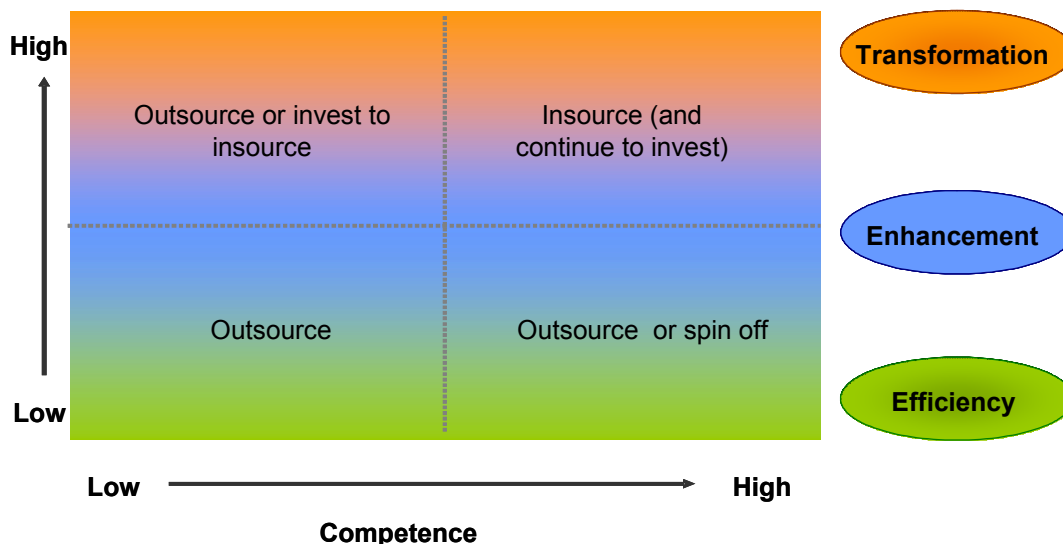 High
Transformation
Outsource or invest to
insource
Insource (and
continue to invest)
Enhancement
Outsource
Outsource or spin off
Efficiency
Low
Low
High
Competence